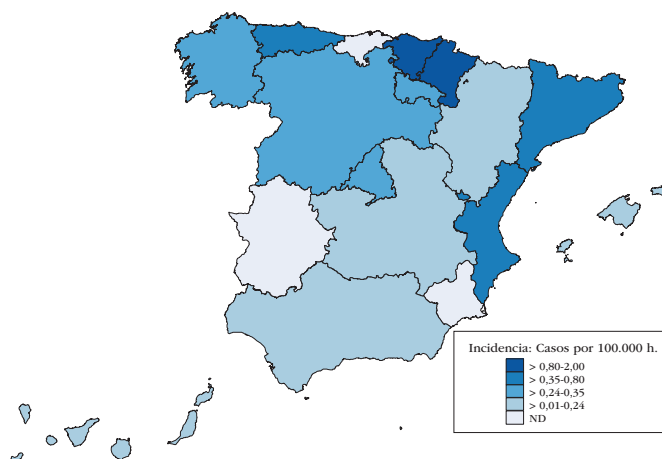 Incidencia: Casos por 100.000 h.
> 0,80-2,00
> 0,35-0,80
> 0,24-0,35
> 0,01-0,24
ND